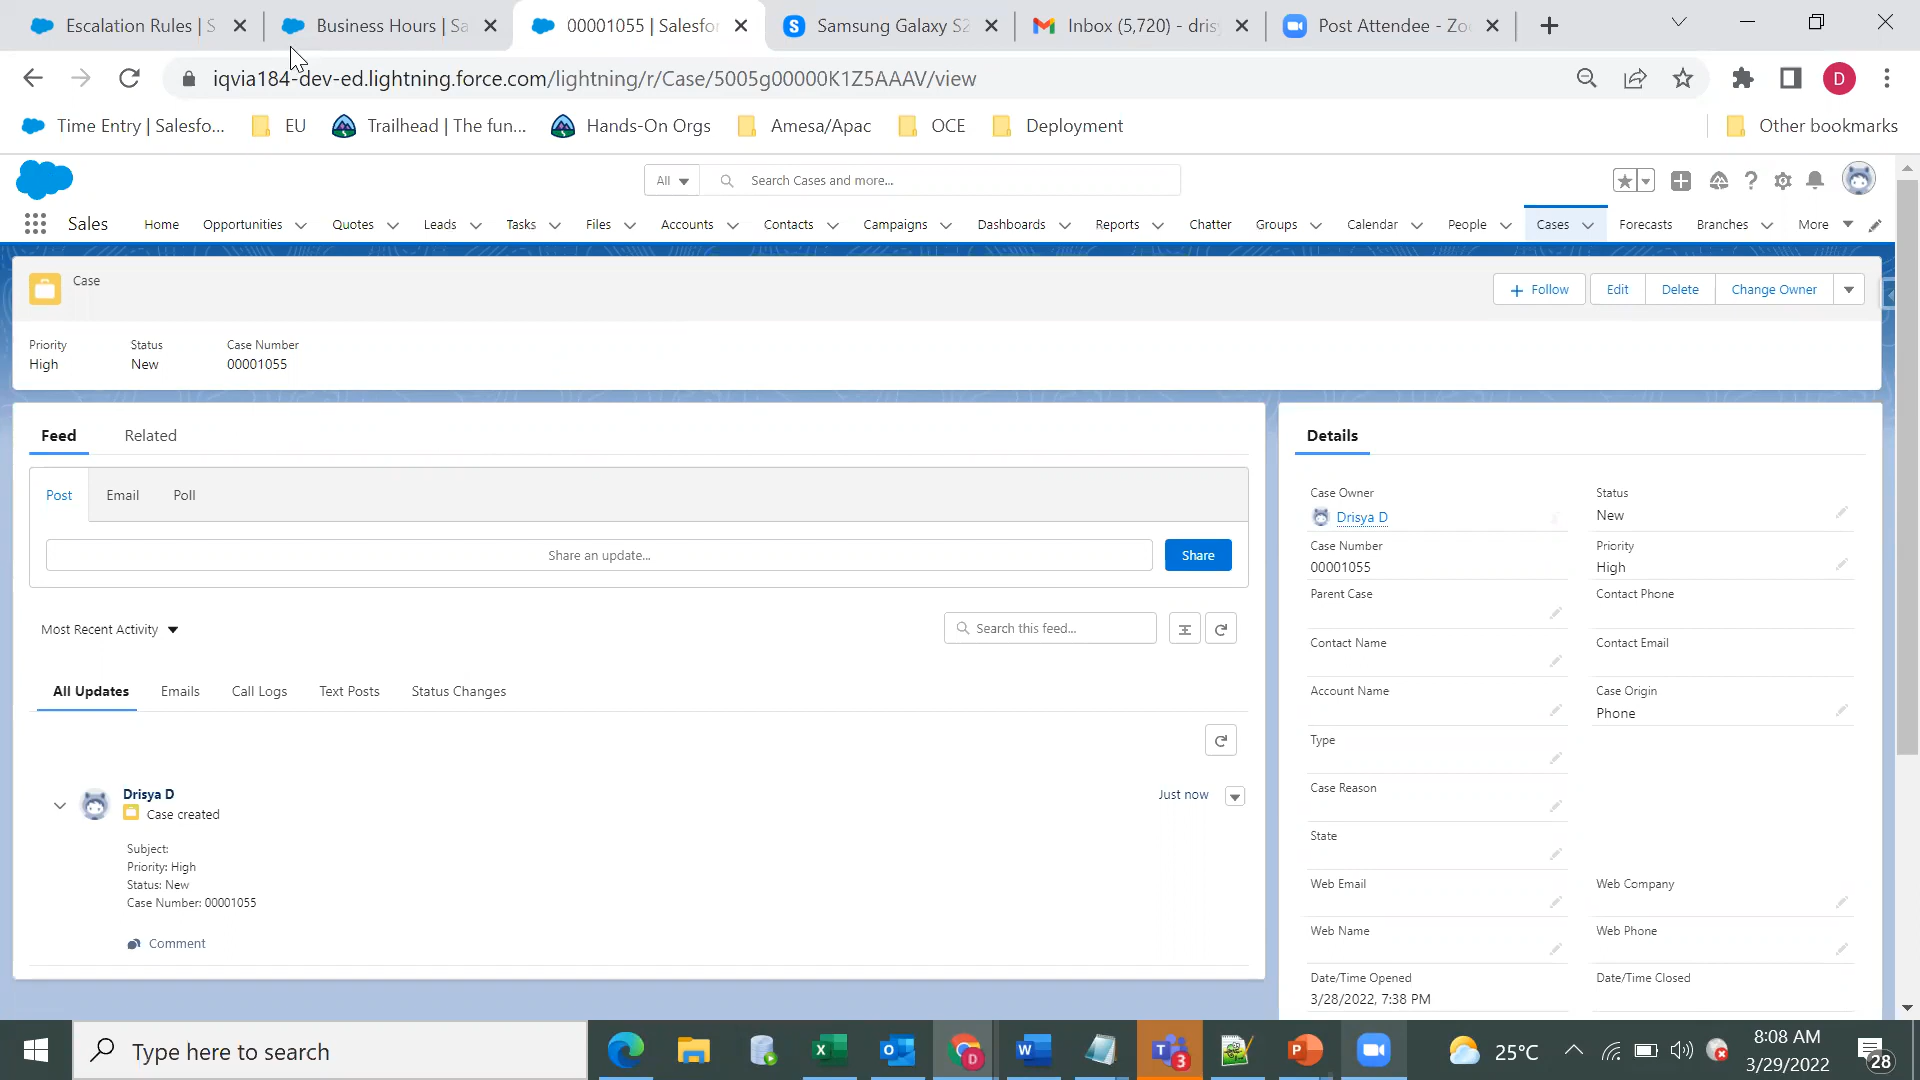 Escalation Rules | S
Business Hours | Sa
00001055 | Salesfor
Samsung Galaxy S2
Inbox (5,720) - dris
Post Attendee - Zo
iqvia184-dev-ed.lightning.force.com/lightning/r/Case/5005g00000K1Z5AAAV/view
D
Time Entry | Salesfo...
EU
Trailhead | The fun...
Hands-On Orgs
Amesa/Apac
OCE
Deployment
Other bookmarks
All
Search Cases and more...
Sales
Home
Opportunities
Quotes
Leads
Tasks
Files
Accounts
Contacts
Campaigns
Dashboards
Reports
Chatter
Groups
Calendar
People
Cases
Forecasts
Branches
More
Case
Follow
Edit
Delete
Change Owner
Priority
Status
Case Number
High
New
00001055
Feed
Related
Post
Email
Poll
Share an update...
Share
Most Recent Activity
Search this feed...
All Updates
Emails
Call Logs
Text Posts
Status Changes
Drisya D
Case created
Just now
Subject:
Priority: High
Status: New
Case Number: 00001055
Comment
Details
Case Owner
Drisya D
Status
New
Case Number
00001055
Priority
High
Parent Case
Contact Phone
Contact Name
Contact Email
Account Name
Case Origin
Phone
Type
Case Reason
State
Web Email
Web Company
Web Name
Web Phone
Date/Time Opened
3/28/2022, 7:38 PM
Date/Time Closed
Type here to search
D
3
25°C
8:08 AM
3/29/2022
28